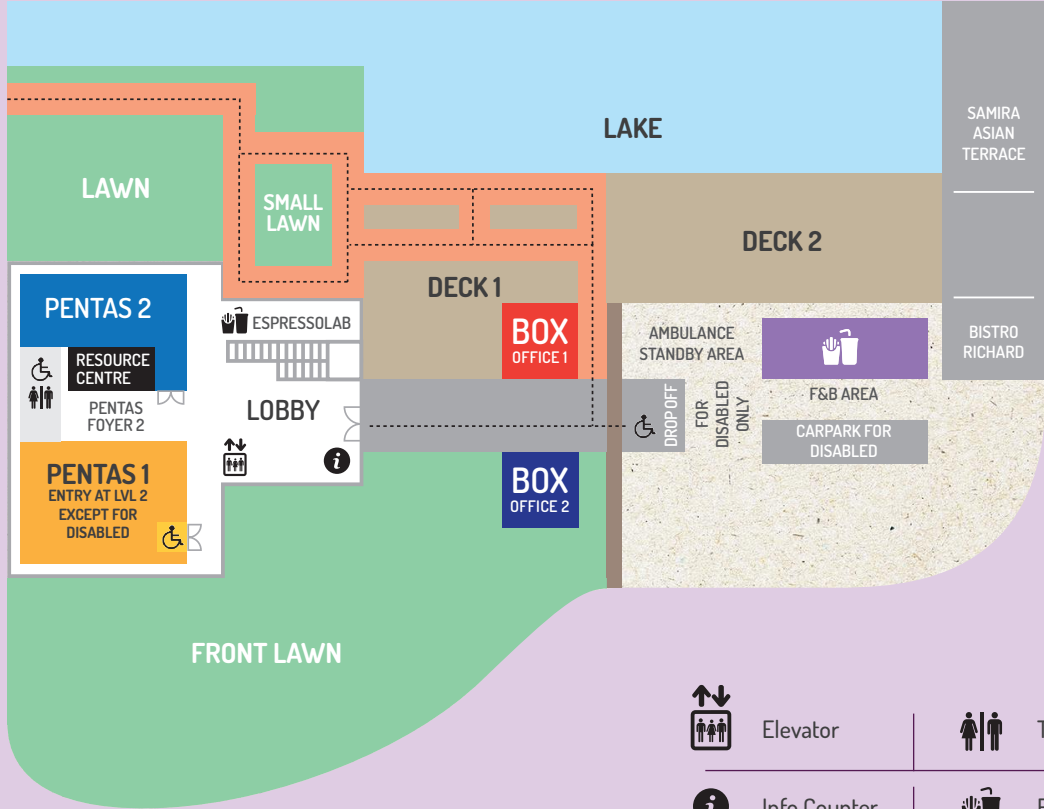 LAKE
SAMIRA
ASIAN
TERRACE
LAWN
SMALL
LAWN
DECK 2
DECK 1
PENTAS 2
ESPRESSOLAB
BOX
OFFICE 1
AMBULANCE
STANDBY AREA
BISTRO
RICHARD
RESOURCE
CENTRE
PENTAS
FOYER 2
LOBBY
DROP OFF
FOR
DISABLED
ONLY
F&B AREA
CARPARK FOR
DISABLED
PENTAS 1
ENTRY AT LVL 2
EXCEPT FOR
DISABLED
i
BOX
OFFICE 2
FRONT LAWN
Elevator
i
Info Counter